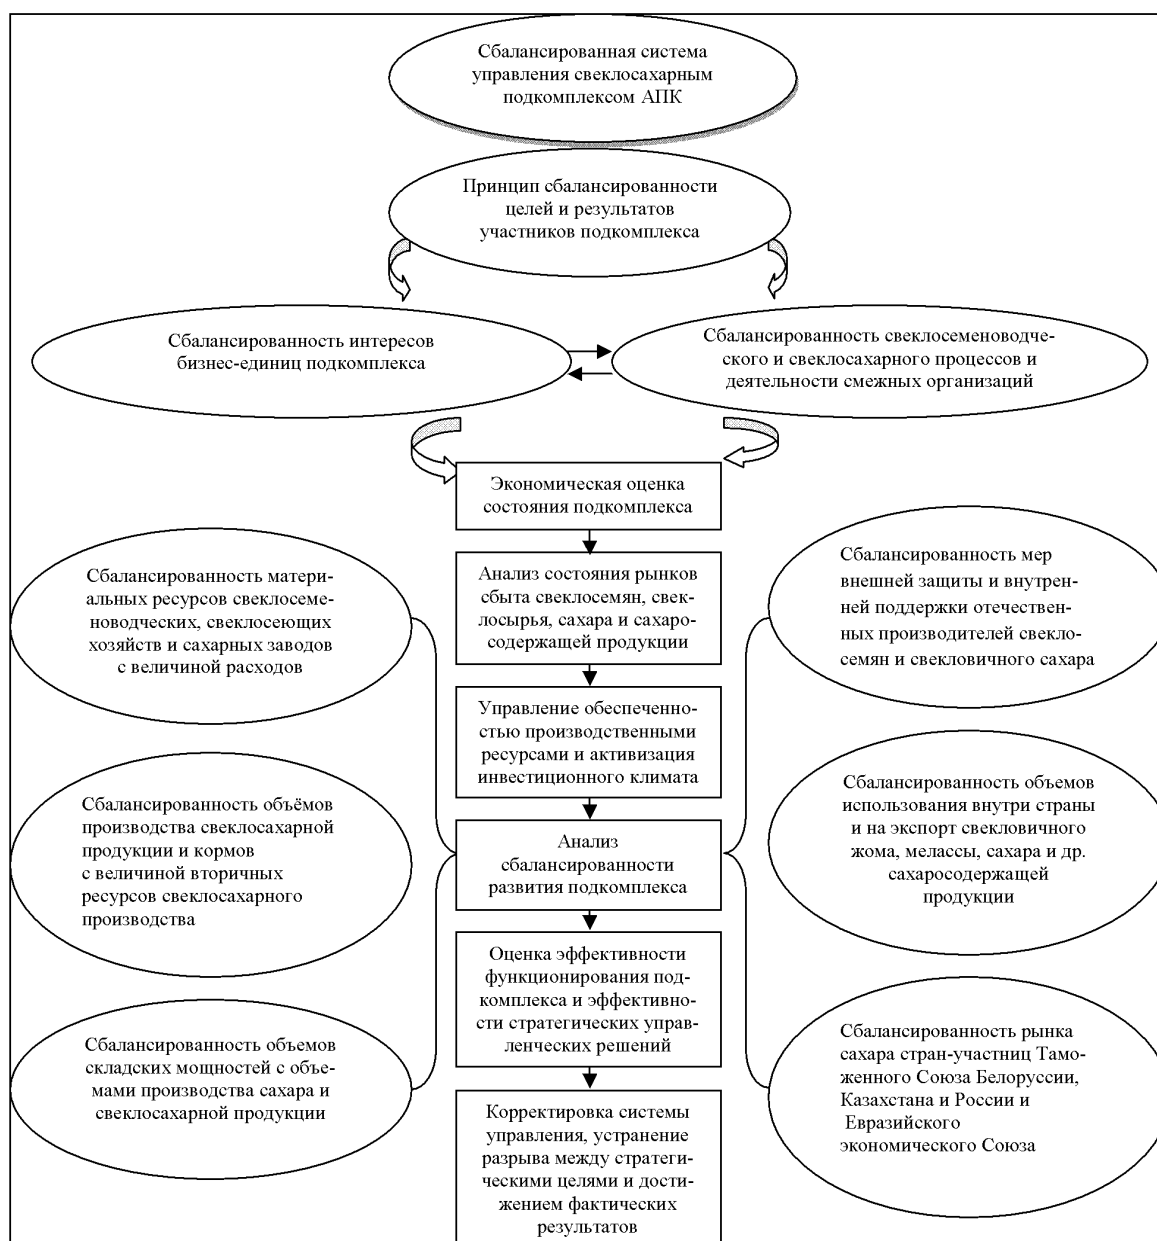 Сбалансированная система
управления свеклосахарным
подкомплексом АПК
Принцип сбалансированности
целей и результатов
участников подкомплекса
Сбалансированность интересов
бизнес-единиц подкомплекса
Сбалансированность свеклосеменоводче-
ского и свеклосахарного процессов и
деятельности смежных организаций
Экономическая оценка
состояния подкомплекса
Анализ состояния рынков
сбыта свеклосемян, свек-
лосырья, сахара и сахаро-
содержащей продукции
Управление обеспеченно-
стью производственными
ресурсами и активизация
инвестиционного климата
Анализ
сбалансированности
развития подкомплекса
Оценка эффективности
функционирования под-
комплекса и эффективно-
сти стратегических управ-
ленческих решений
Корректировка системы
управления, устранение
разрыва между стратеги-
ческими целями и дости-
жением фактических
результатов
Сбалансированность матери-
альных ресурсов свеклосеме-
новодческих, свеклосеющих
хозяйств и сахарных заводов
с величиной расходов
Сбалансированность объёмов
производства свеклосахарной
продукции и кормов
с величиной вторичных
ресурсов свеклосахарного
производства
Сбалансированность объемов
складских мощностей с объе-
мами производства сахара и
свеклосахарной продукции
Сбалансированность мер
внешней защиты и внутрен-
ней поддержки отечествен-
ных производителей свекло-
семян и свекловичного сахара
Сбалансированность объемов
использования внутри страны
и на экспорт свекловичного
жома, мелассы, сахара и др.
сахаросодержащей
продукции
Сбалансированность рынка
сахара стран-участниц Тамо-
женного Союза Белоруссии,
Казахстана и России и
Евразийского
экономического Союза